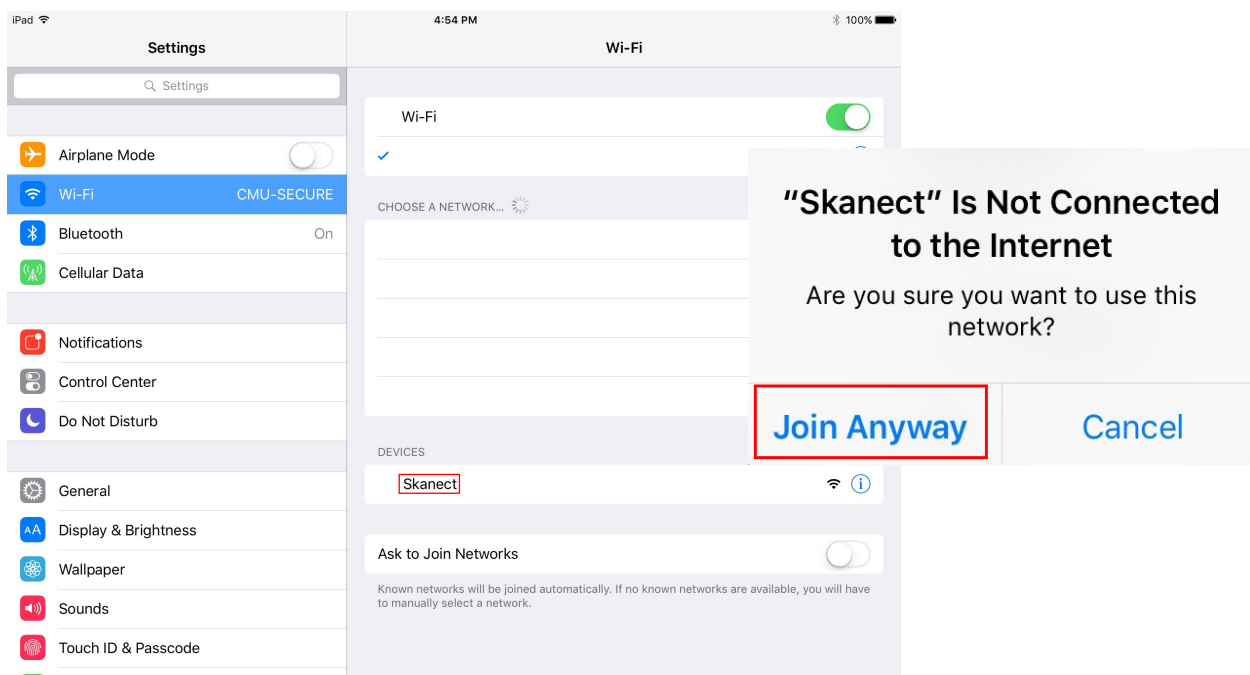 iPad
4:54 PM
100%
Settings
Settings
Airplane Mode
Wi-Fi CMU-SECURE
Bluetooth On
Cellular Data
Notifications
Control Center
Do Not Disturb
General
AA Display & Brightness
Wallpaper
Sounds
Touch ID & Passcode
Wi-Fi
Wi-Fi
CHOOSE A NETWORK...
DEVICES
Skanect
Ask to Join Networks
Known networks will be joined automatically. If no known networks are available, you will have
to manually select a network.
"Skanect" Is Not Connected
to the Internet
Are you sure you want to use this
network?
Join Anyway
Cancel